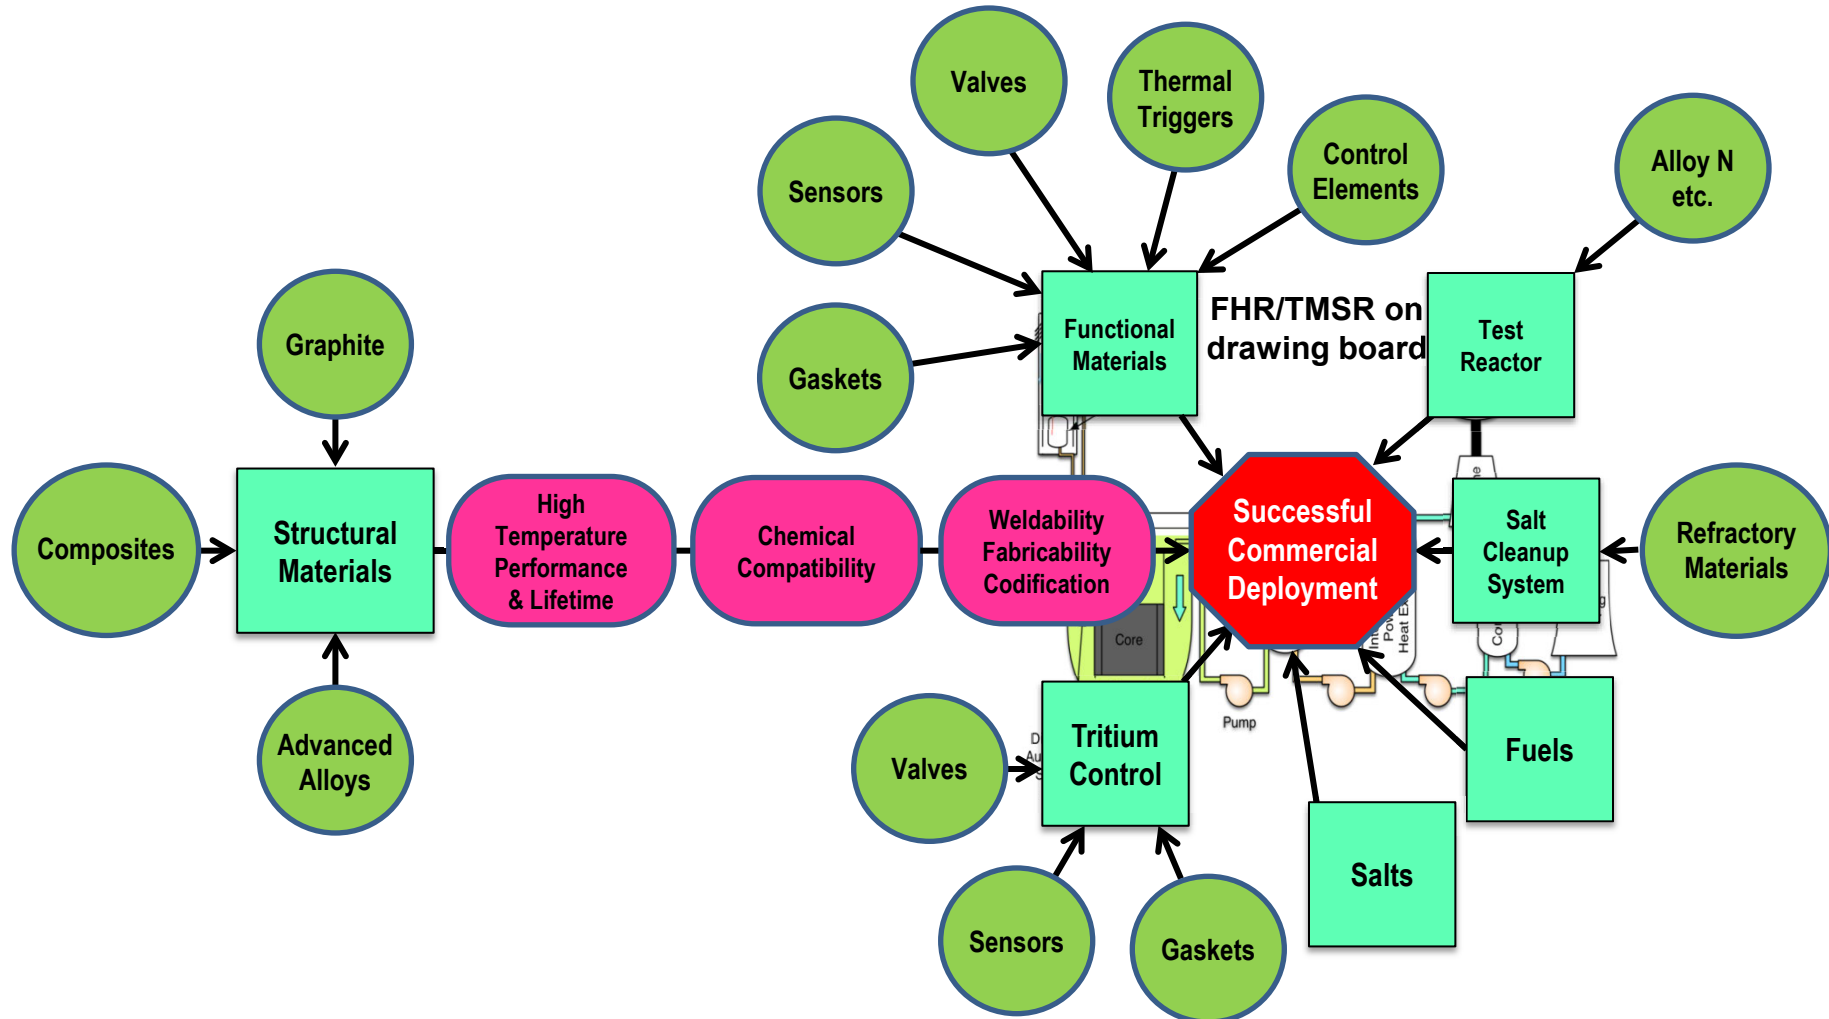 Valves
Thermal
Triggers
Sensors
Control
Elements
Alloy N
etc.
Graphite
Gaskets
Functional
Materials
FHR/TMSR on
drawing board
Test
Reactor
Composites
Structural
Materials
High
Temperature
Performance
& Lifetime
Chemical
Compatibility
Weldability
Fabricability
Codification
Successful
Commercial
Deployment
Salt
Cleanup
System
Refractory
Materials
Core
Heat Ex
Pump
Advanced
Alloys
Valves
Tritium
Control
Fuels
Salts
Sensors
Gaskets